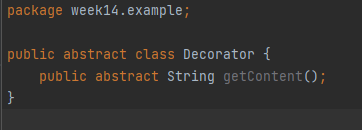 package week14.example;
public abstract class Decorator {
    public abstract String getContent();
}